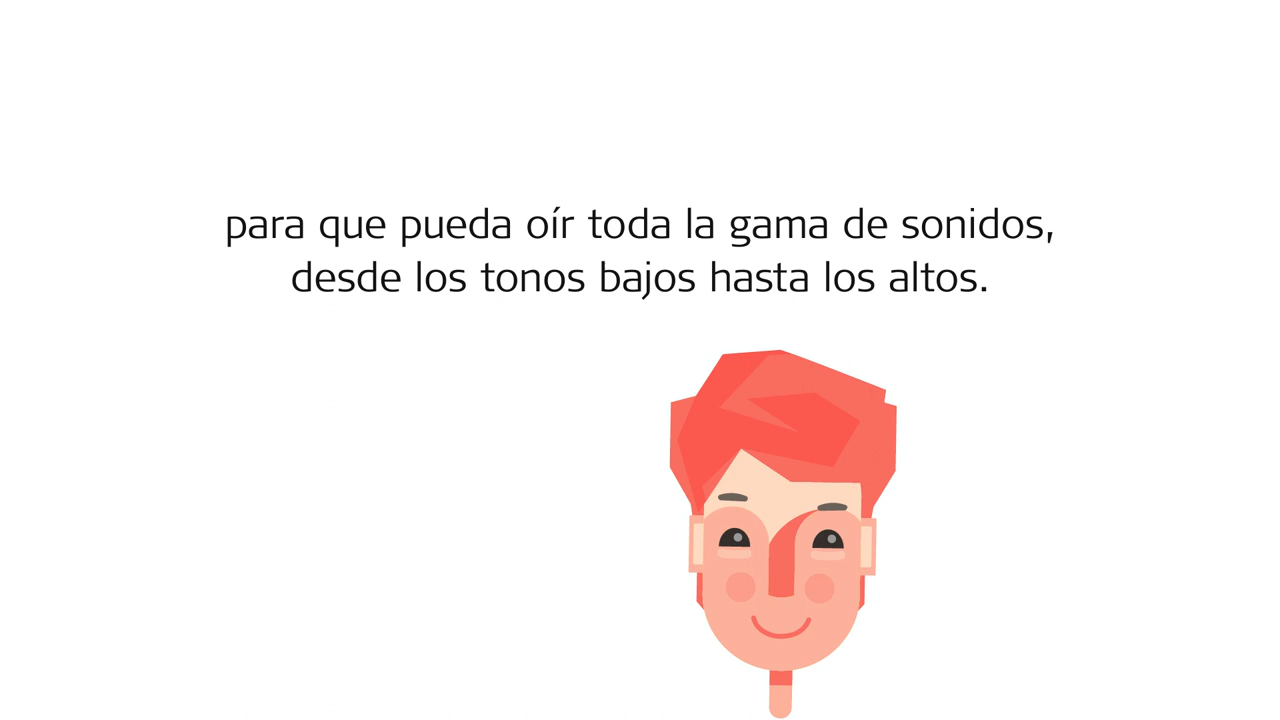 para que pueda oír toda la gama de sonidos,
desde los tonos bajos hasta los altos.